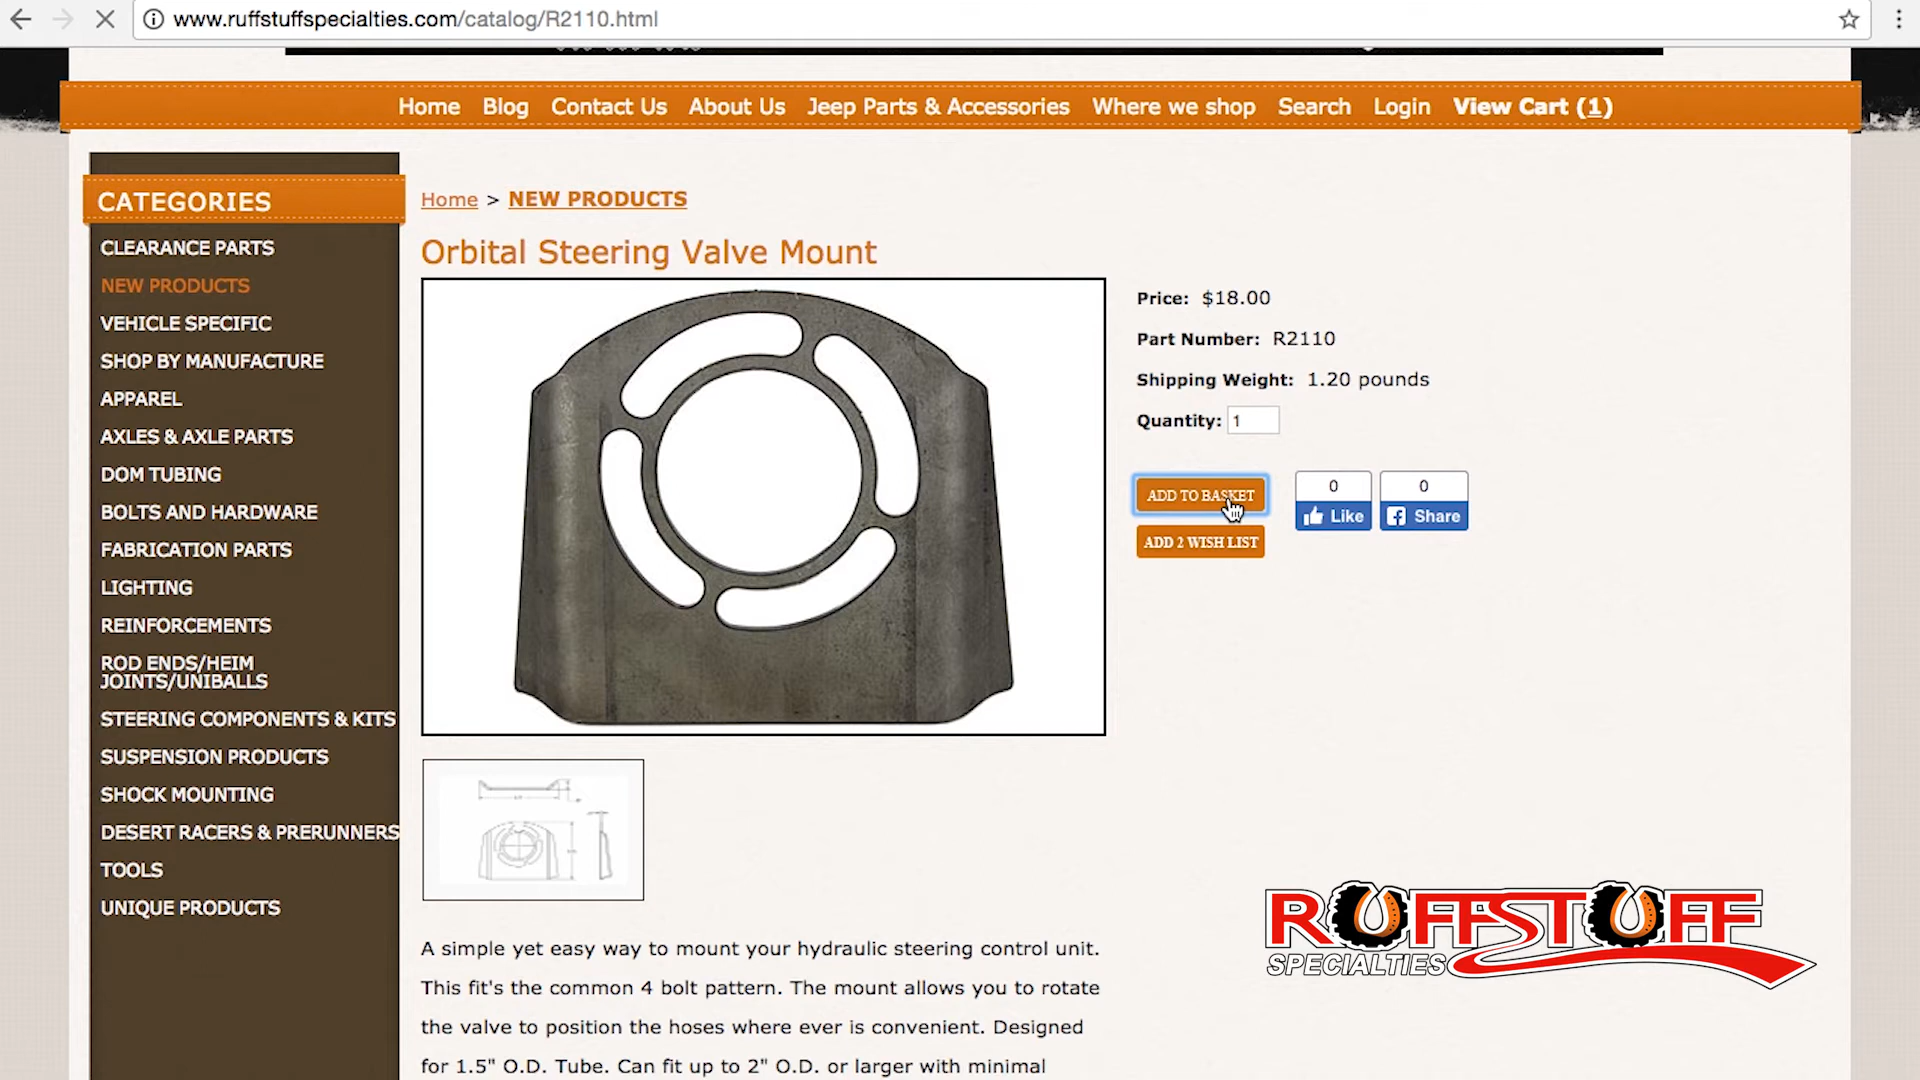 www.ruffstuffspecialties.com/catalog/R2110.html
Home Blog Contact Us About Us Jeep Parts & Accessories Where we shop Search Login View Cart (1)
CATEGORIES
CLEARANCE PARTS
NEW PRODUCTS
VEHICLE SPECIFIC
SHOP BY MANUFACTURE
APPAREL
AXLES & AXLE PARTS
DOM TUBING
BOLTS AND HARDWARE
FABRICATION PARTS
LIGHTING
REINFORCEMENTS
ROD ENDS/HEIM
JOINTS/UNIBALLS
STEERING COMPONENTS & KITS
SUSPENSION PRODUCTS
SHOCK MOUNTING
DESERT RACERS & PRERUNNERS
TOOLS
UNIQUE PRODUCTS
Home > NEW PRODUCTS
Orbital Steering Valve Mount
Price: $18.00
Part Number: R2110
Shipping Weight: 1.20 pounds
Quantity: 1
ADD TO BASKET
ADD 2 WISH LIST
0 0
Like Share
A simple yet easy way to mount your hydraulic steering control unit.
This fit's the common 4 bolt pattern. The mount allows you to rotate
the valve to position the hoses where ever is convenient. Designed
for 1.5" O.D. Tube. Can fit up to 2" O.D. or larger with minimal
RUFFSTUFF
SPECIALTIES